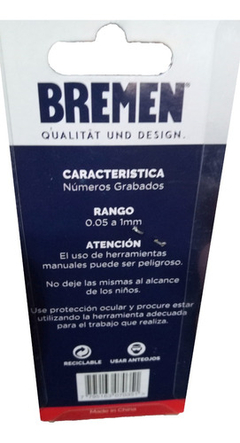 BREMEN
QUALITÄT UND DESIGN.
CARACTERISTICA
Números Grabados
RANGO
0.05 a 1mm
ATENCIÓN
El uso de herramientas
manuales puede ser peligroso.
No deje las mismas al alcance
de los niños.
Use protección ocular y procure estar
utilizando la herramienta adecuada
para el trabajo que realiza.
RECICLABLE
USAR ANTEOJOS
Made in China